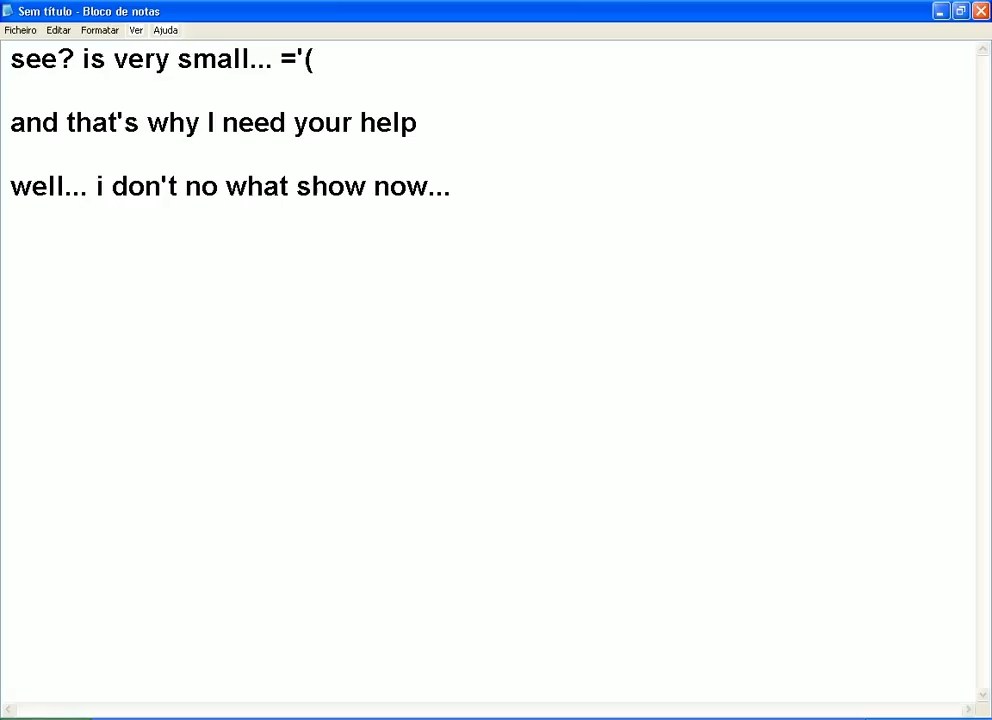 Sem título - Bloco de notas
Ficheiro Editar Formatar Ver Ajuda
see? is very small... ='(
and that's why I need your help
well... i don't no what show now...